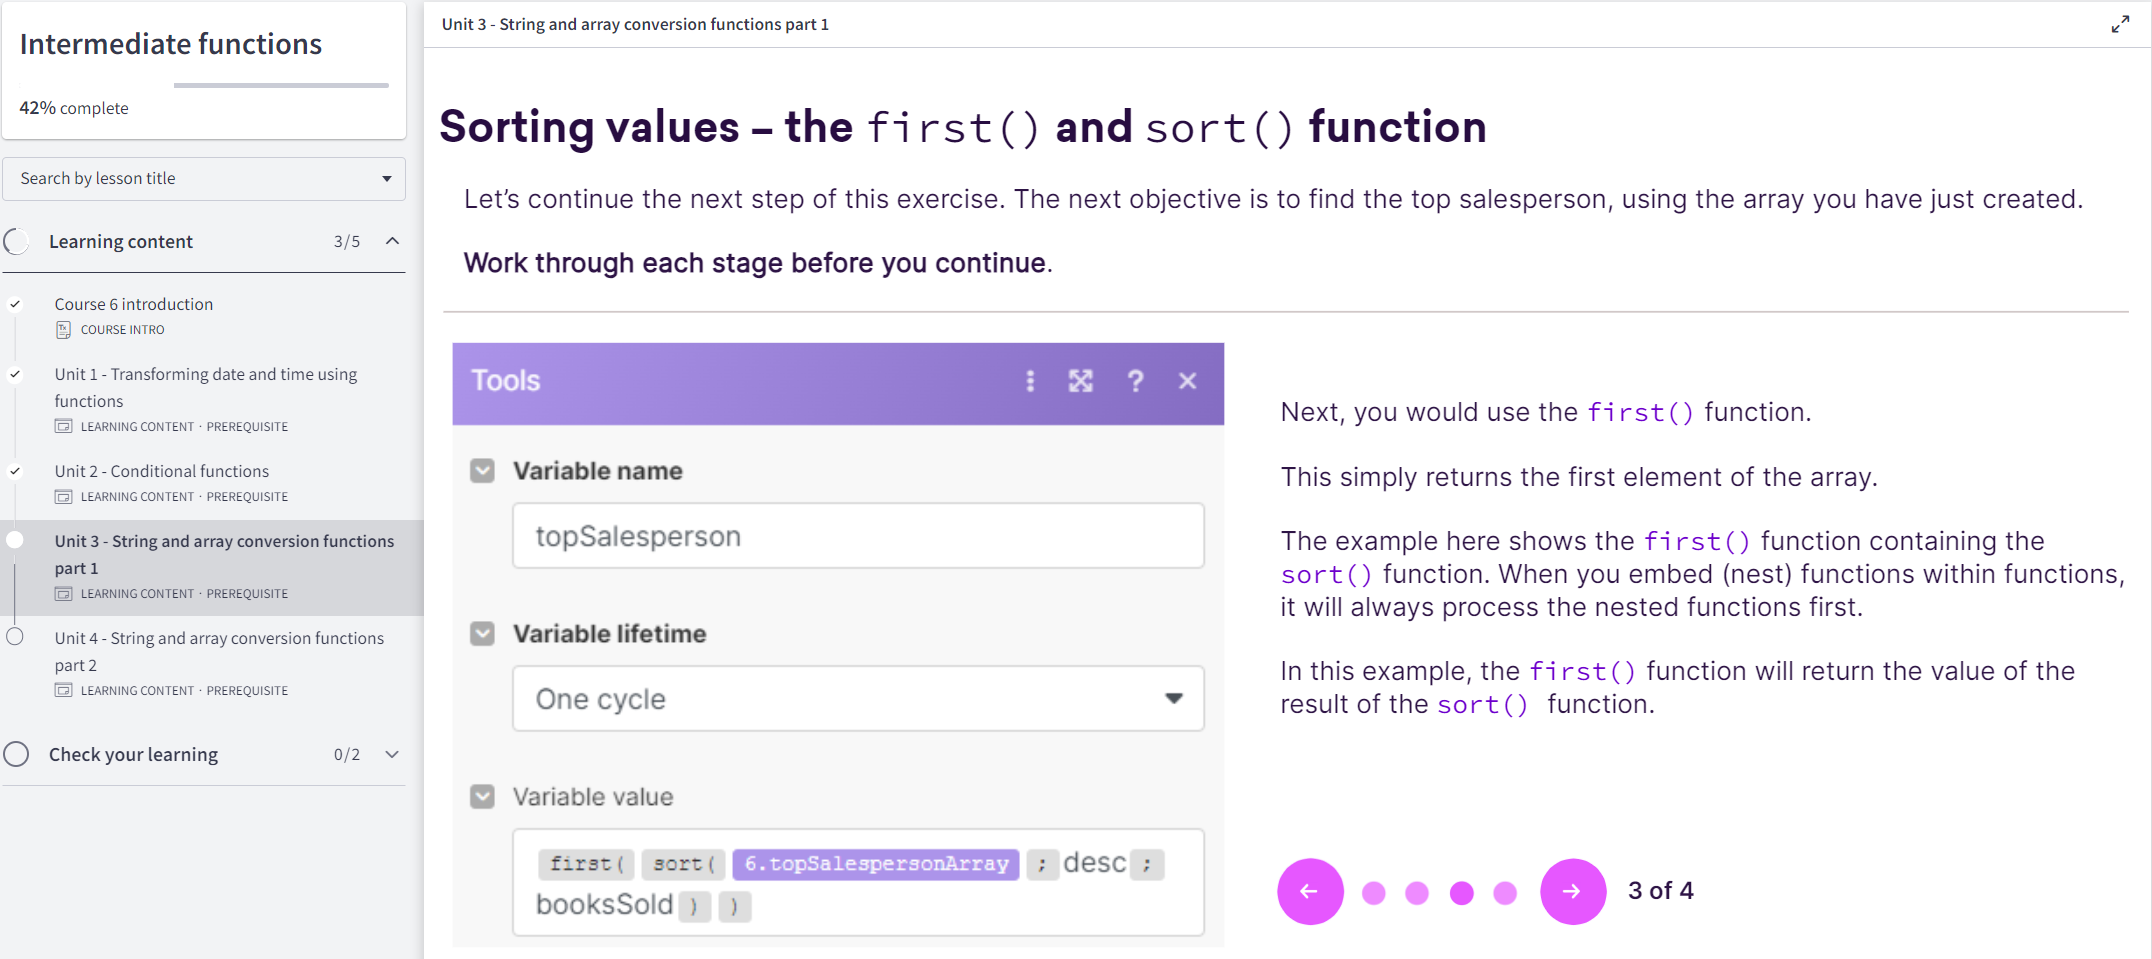 Intermediate functions
42% complete
Search by lesson title
Learning content 3/5
Course 6 introduction
COURSE INTRO
Unit 1 - Transforming date and time using
functions
LEARNING CONTENT · PREREQUISITE
Unit 2 - Conditional functions
LEARNING CONTENT · PREREQUISITE
Unit 3 - String and array conversion functions
part 1
LEARNING CONTENT · PREREQUISITE
Unit 4 - String and array conversion functions
part 2
LEARNING CONTENT · PREREQUISITE
Check your learning 0/2
Unit 3 - String and array conversion functions part 1
Sorting values – the first() and sort() function
Let’s continue the next step of this exercise. The next objective is to find the top salesperson, using the array you have just created.
Work through each stage before you continue.
Tools ?
Variable name
topSalesperson
Variable lifetime
One cycle
Variable value
first( sort( 6.topSalespersonArray ; desc ;
booksSold ) )
Next, you would use the first() function.
This simply returns the first element of the array.
The example here shows the first() function containing the
sort() function. When you embed (nest) functions within functions,
it will always process the nested functions first.
In this example, the first() function will return the value of the
result of the sort() function.
3 of 4